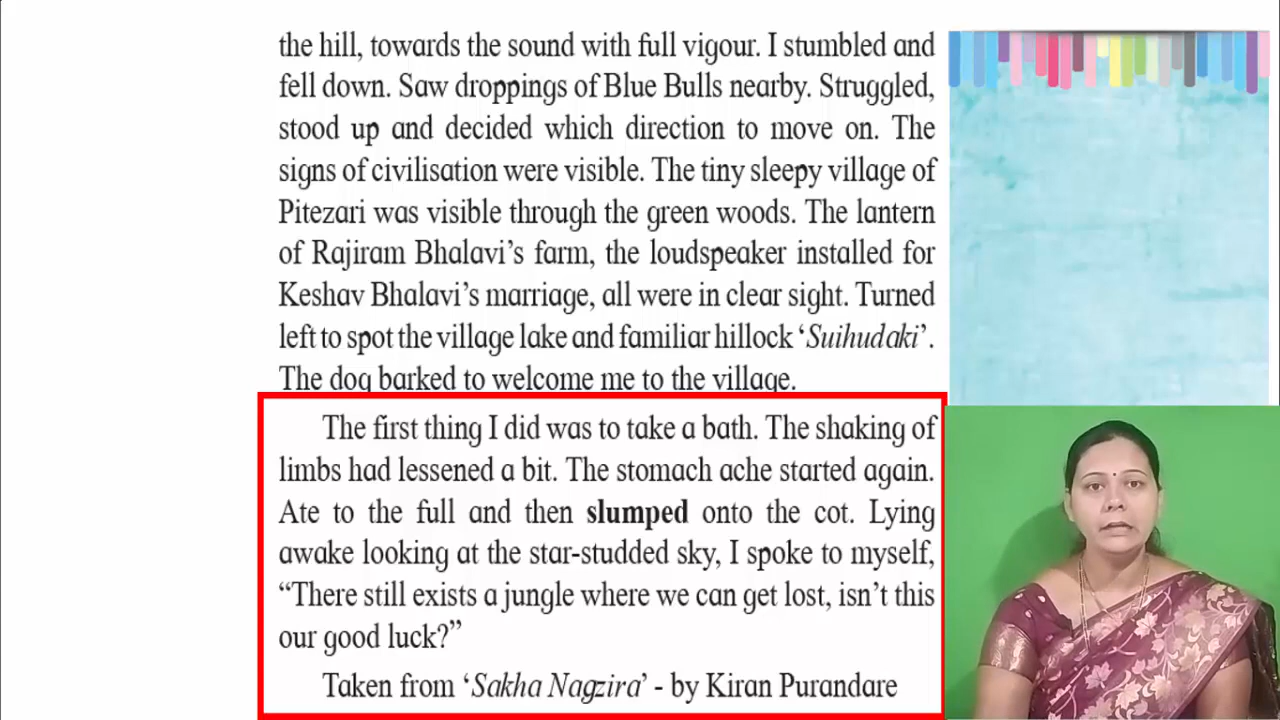 the hill, towards the sound with full vigour. I stumbled and
fell down. Saw droppings of Blue Bulls nearby. Struggled,
stood up and decided which direction to move on. The
signs of civilisation were visible. The tiny sleepy village of
Pitezari was visible through the green woods. The lantern
of Rajiram Bhalavi’s farm, the loudspeaker installed for
Keshav Bhalavi’s marriage, all were in clear sight. Turned
left to spot the village lake and familiar hillock ‘Suihudaki’.
The dog barked to welcome me to the village.
The first thing I did was to take a bath. The shaking of
limbs had lessened a bit. The stomach ache started again.
Ate to the full and then slumped onto the cot. Lying
awake looking at the star-studded sky, I spoke to myself,
“There still exists a jungle where we can get lost, isn’t this
our good luck?”
Taken from ‘Sakha Nagzira’ - by Kiran Purandare